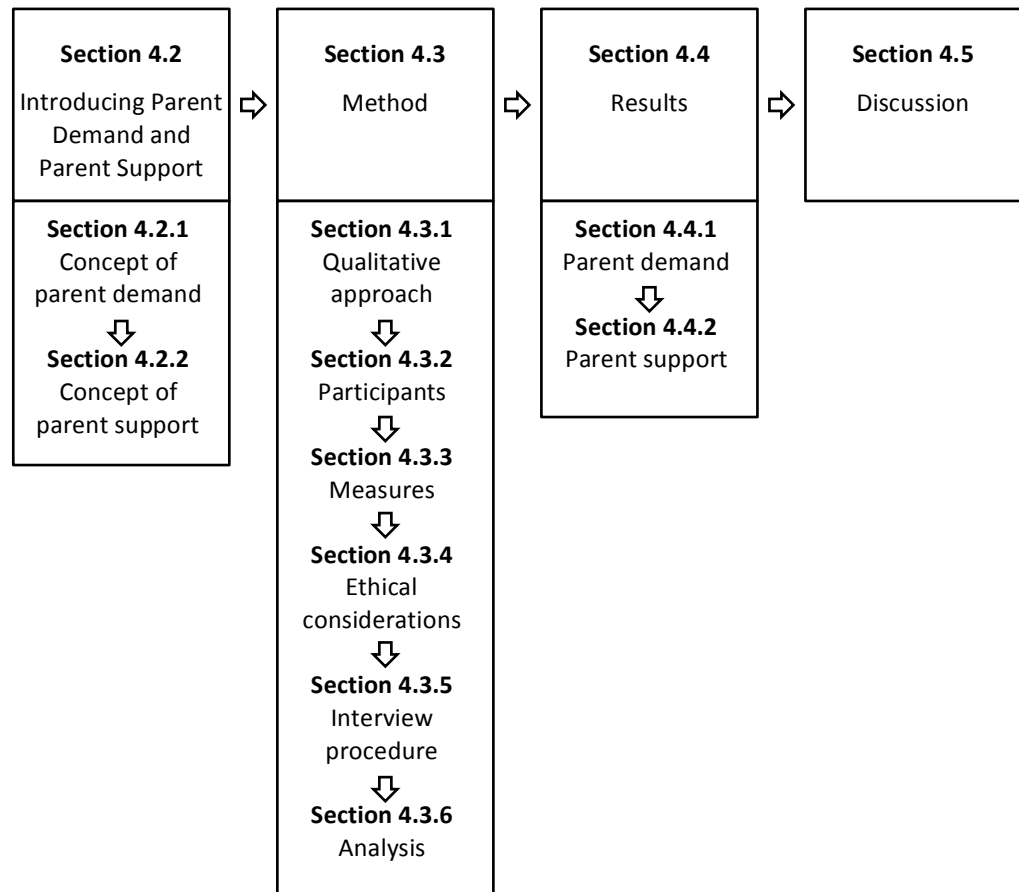 Section 4.2
Introducing Parent
Demand and
Parent Support
Section 4.2.1
Concept of
parent demand
Section 4.2.2
Concept of
parent support
Section 4.3
Method
Section 4.3.1
Qualitative
approach
Section 4.3.2
Participants
Section 4.3.3
Measures
Section 4.3.4
Ethical
considerations
Section 4.3.5
Interview
procedure
Section 4.3.6
Analysis
Section 4.4
Results
Section 4.4.1
Parent demand
Section 4.4.2
Parent support
Section 4.5
Discussion